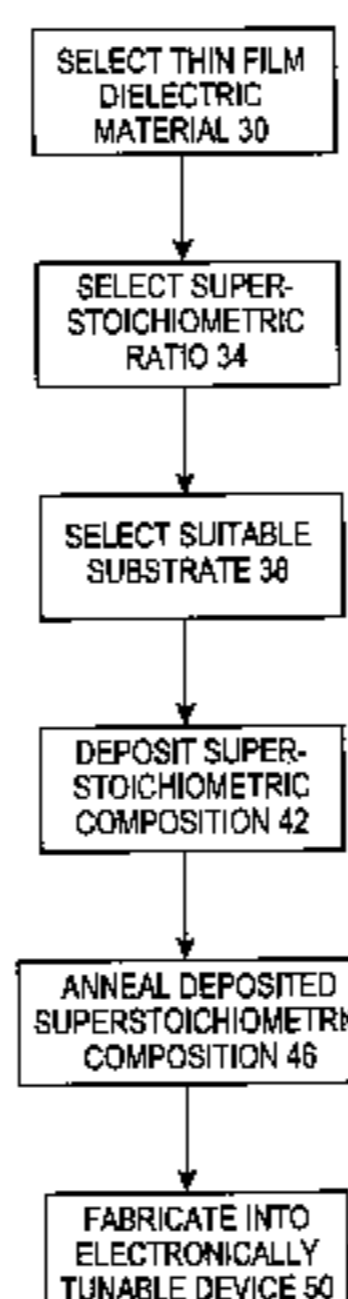 SELECT THIN FILM
DIELECTRIC
MATERIAL 30
SELECT SUPER-
STOICHIOMETRIC
RATIO 34
SELECT SUITABLE
SUBSTRATE 38
DEPOSIT SUPER-
STOICHIOMETRIC
COMPOSITION 42
ANNEAL DEPOSITED
SUPERSTOICHIOMETRIC
COMPOSITION 46
FABRICATE INTO
ELECTRONICALLY
TUNABLE DEVICE 50